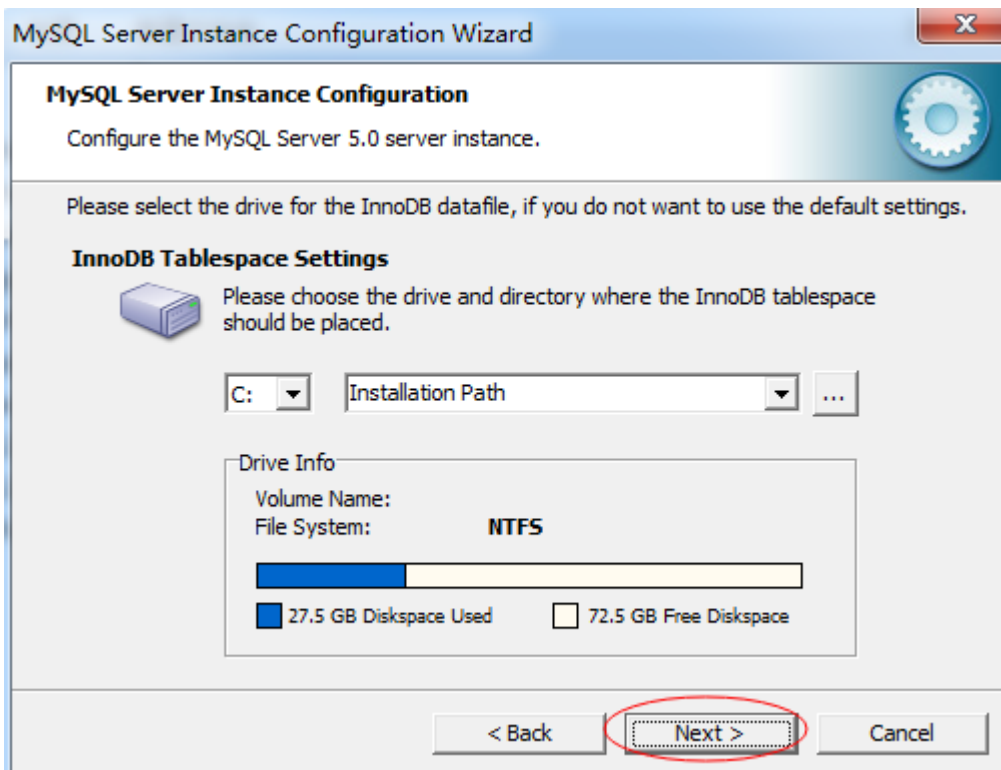 MySQL Server Instance Configuration Wizard
MySQL Server Instance Configuration
Configure the MySQL Server 5.0 server instance.
Please select the drive for the InnoDB datafile, if you do not want to use the default settings.
InnoDB Tablespace Settings
Please choose the drive and directory where the InnoDB tablespace
should be placed.
C: Installation Path ...
Drive Info
Volume Name:
File System: NTFS
27.5 GB Diskspace Used 72.5 GB Free Diskspace
< Back Next > Cancel